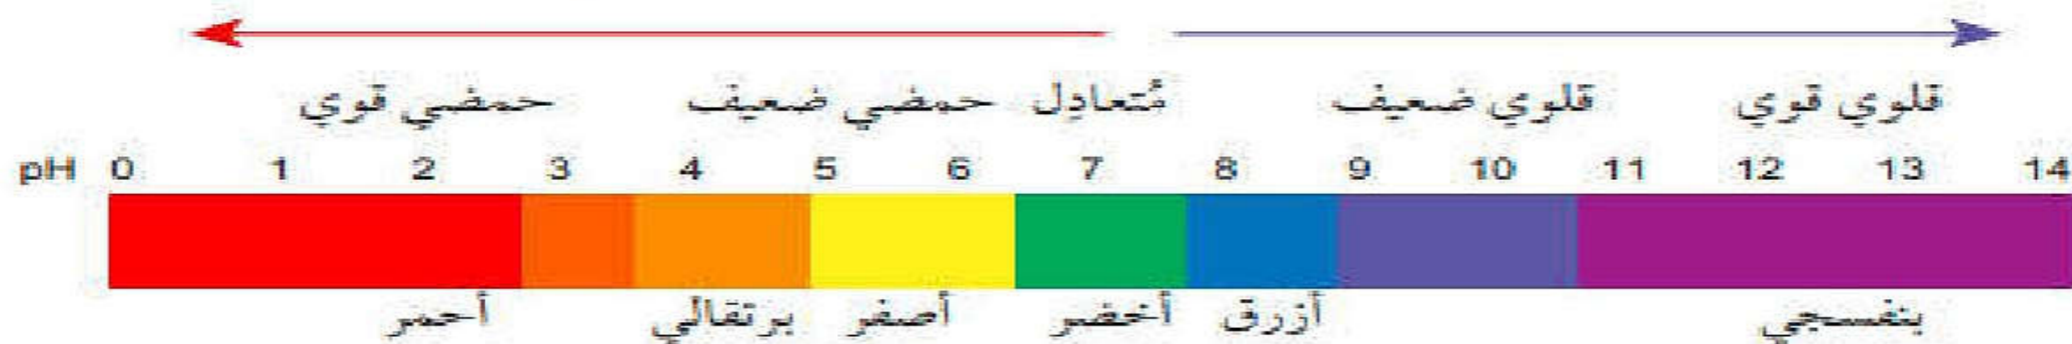 حمضي قوي حمضي ضعيف مُتعادِل قلوي ضعيف قلوي قوي
pH 0 1 2 3 4 5 6 7 8 9 10 11 12 13 14
أحمر برتقالي أصفر أخضر أزرق بنفسجي